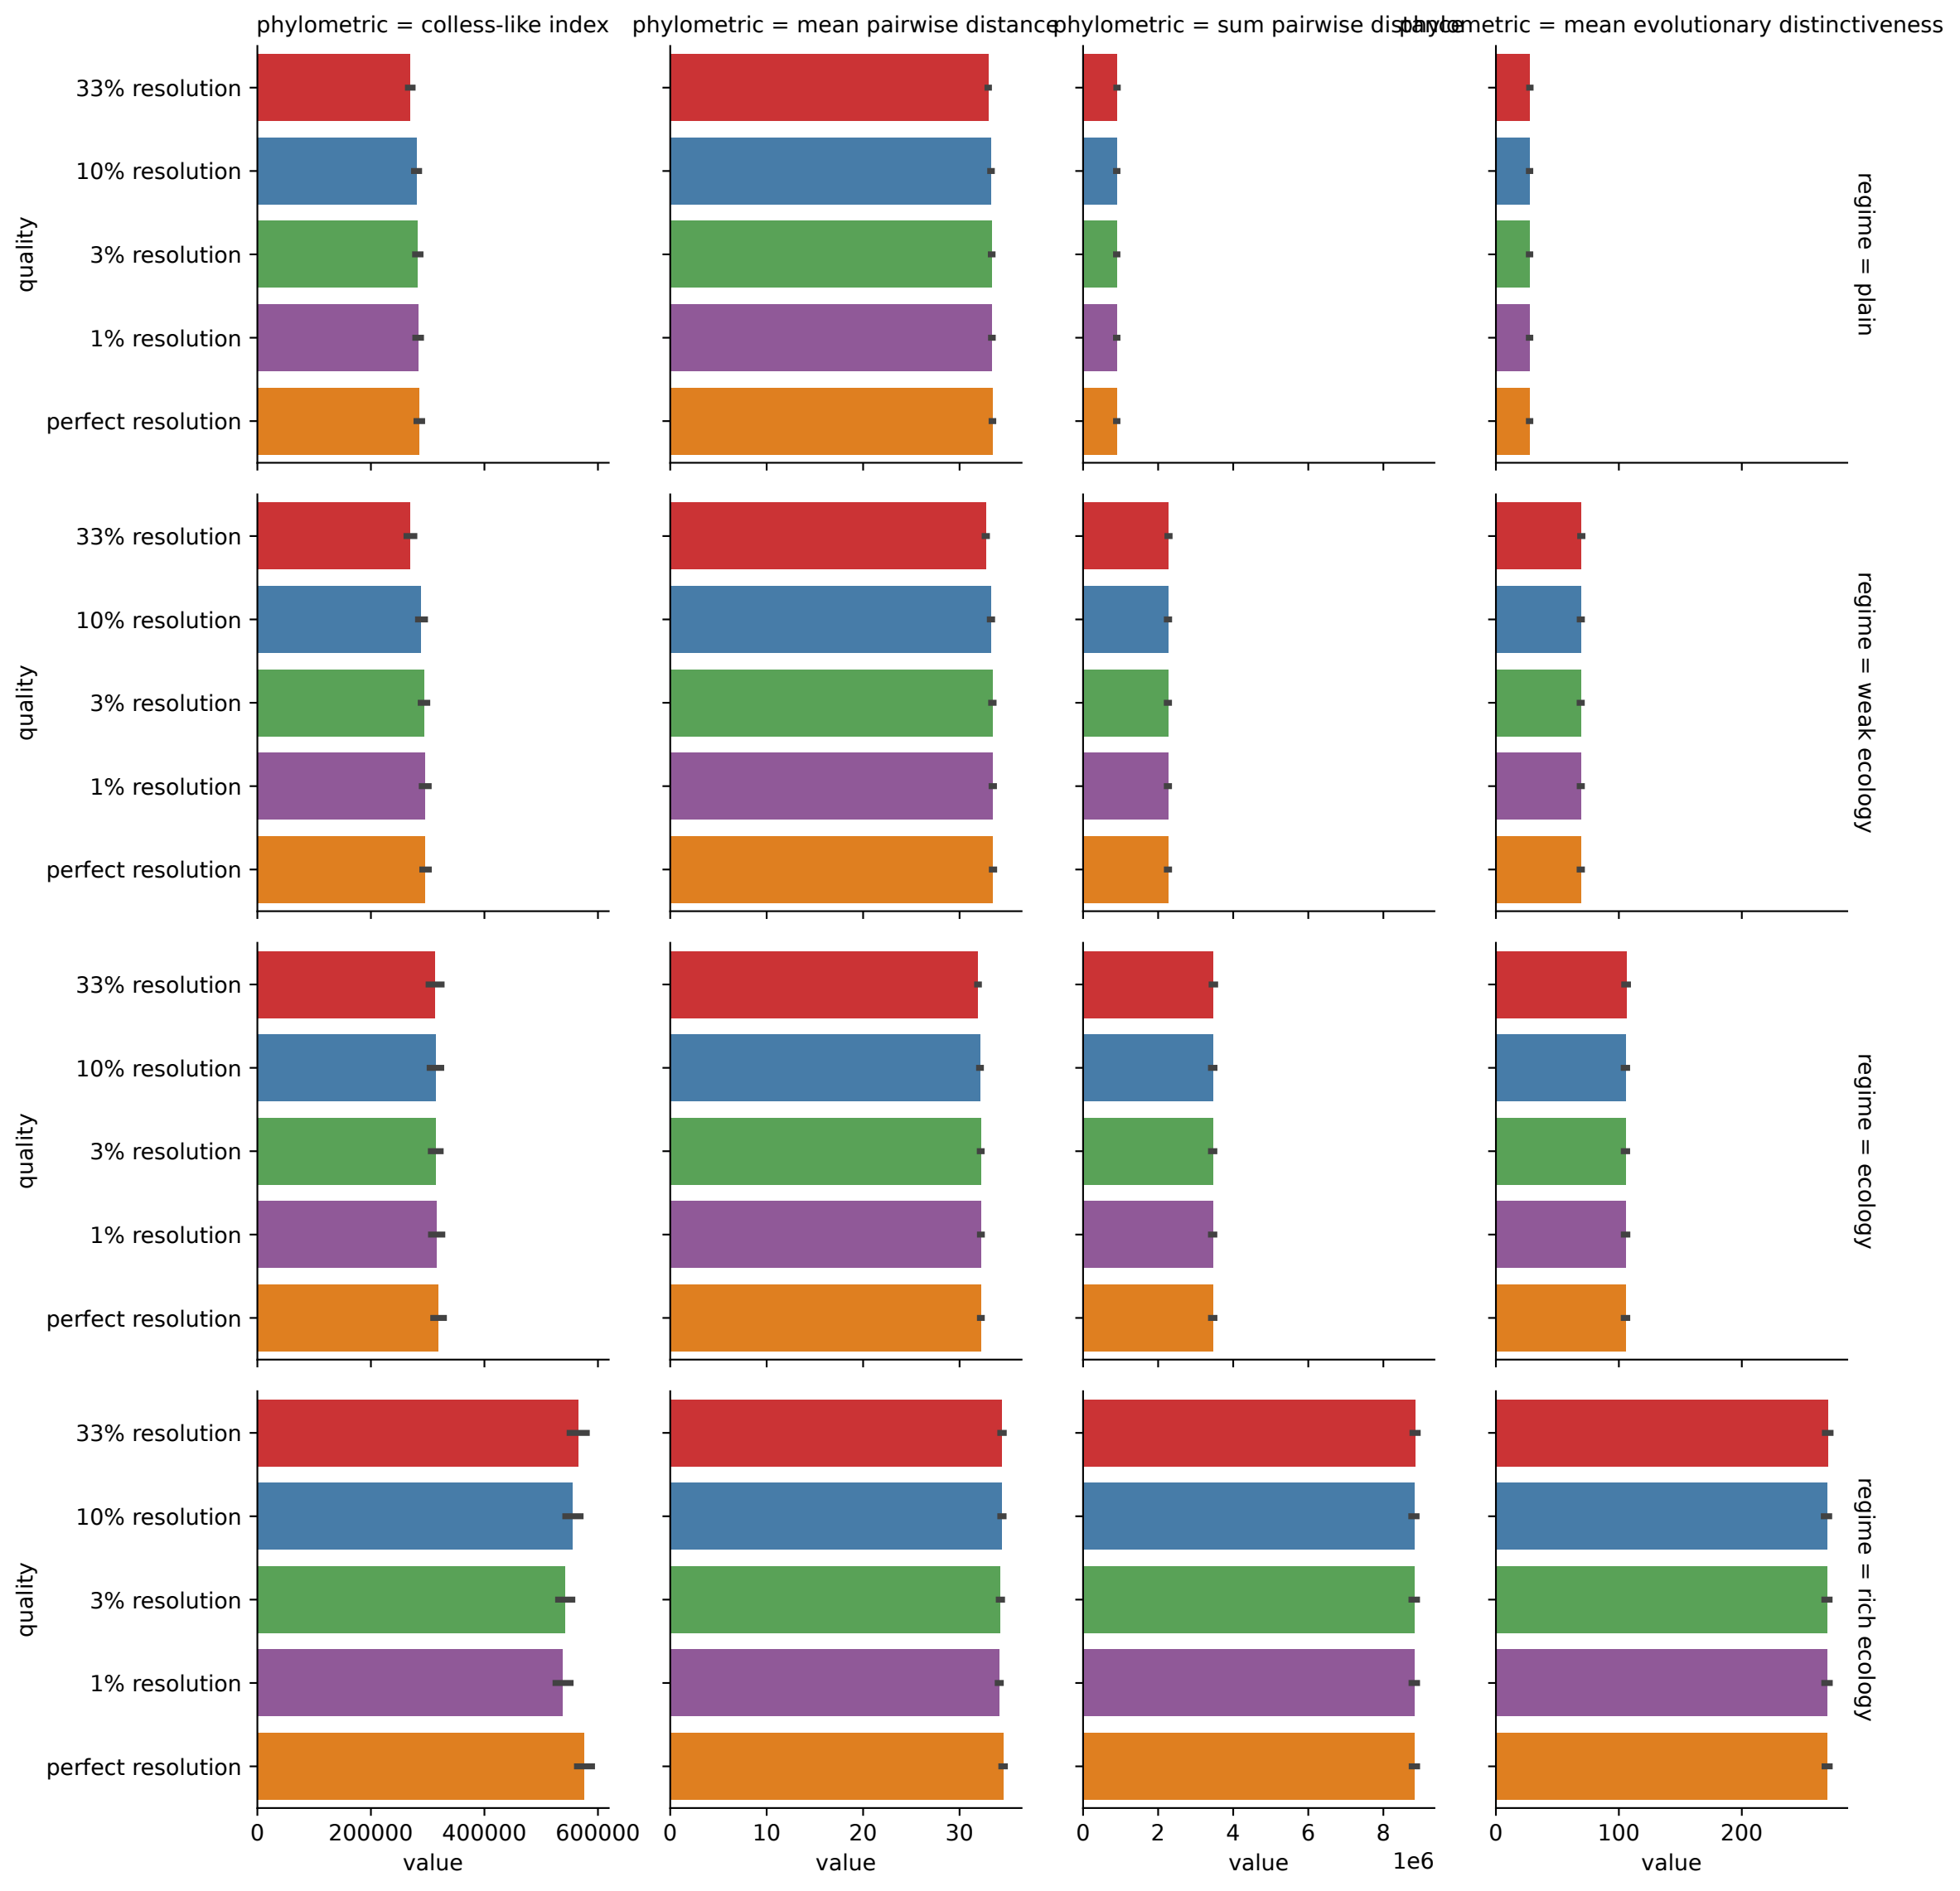 phylometric = colless-like index
phylometric = mean pairwise distance
phylometric = sum pairwise distance
phylometric = mean evolutionary distinctiveness
quality
33% resolution
10% resolution
3% resolution
1% resolution
perfect resolution
regime = plain
quality
33% resolution
10% resolution
3% resolution
1% resolution
perfect resolution
regime = weak ecology
quality
33% resolution
10% resolution
3% resolution
1% resolution
perfect resolution
regime = ecology
quality
33% resolution
10% resolution
3% resolution
1% resolution
perfect resolution
regime = rich ecology
0 200000 400000 600000
value
0 10 20 30
value
0 2 4 6 8
1e6
value
0 100 200
value